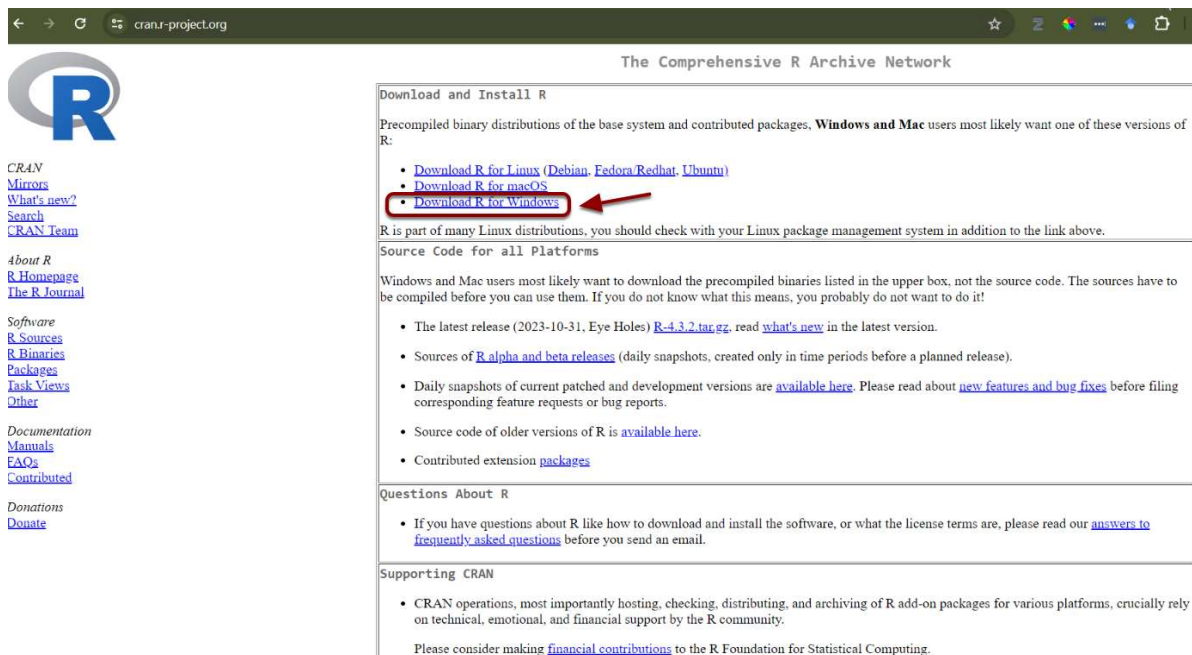 cran.r-project.org
R
CRAN
Mirrors
What's new?
Search
CRAN Team
About R
R Homepage
The R Journal
Software
R Sources
R Binaries
Packages
Task Views
Other
Documentation
Manuals
FAQs
Contributed
Donations
Donate
The Comprehensive R Archive Network
Download and Install R
Precompiled binary distributions of the base system and contributed packages, Windows and Mac users most likely want one of these versions of
R:
• Download R for Linux (Debian, Fedora/Redhat, Ubuntu)
• Download R for macOS
• Download R for Windows
R is part of many Linux distributions, you should check with your Linux package management system in addition to the link above.
Source Code for all Platforms
Windows and Mac users most likely want to download the precompiled binaries listed in the upper box, not the source code. The sources have to
be compiled before you can use them. If you do not know what this means, you probably do not want to do it!
• The latest release (2023-10-31, Eye Holes) R-4.3.2.tar.gz, read what's new in the latest version.
• Sources of R alpha and beta releases (daily snapshots, created only in time periods before a planned release).
• Daily snapshots of current patched and development versions are available here. Please read about new features and bug fixes before filing
corresponding feature requests or bug reports.
• Source code of older versions of R is available here.
• Contributed extension packages
Questions About R
• If you have questions about R like how to download and install the software, or what the license terms are, please read our answers to
frequently asked questions before you send an email.
Supporting CRAN
• CRAN operations, most importantly hosting, checking, distributing, and archiving of R add-on packages for various platforms, crucially rely
on technical, emotional, and financial support by the R community.
Please consider making financial contributions to the R Foundation for Statistical Computing.